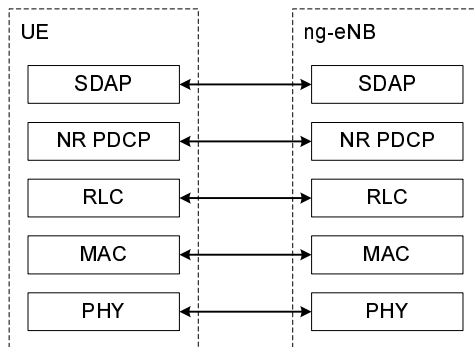 UE ng-eNB
SDAP SDAP
NR PDCP NR PDCP
RLC RLC
MAC MAC
PHY PHY